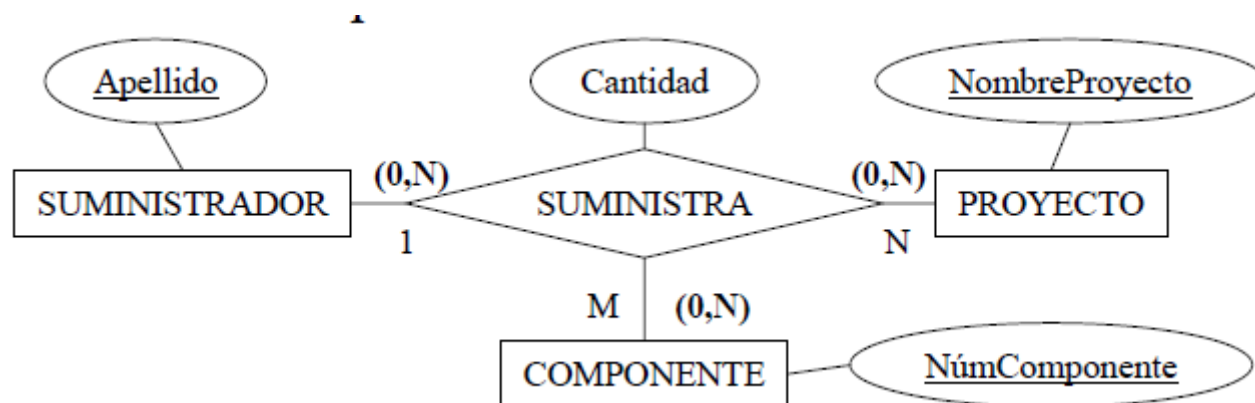 Apellido
Cantidad
NombreProyecto
SUMINISTRADOR
(0,N)
SUMINISTRA
(0,N)
PROYECTO
1
N
M
(0,N)
COMPONENTE
NúmComponente